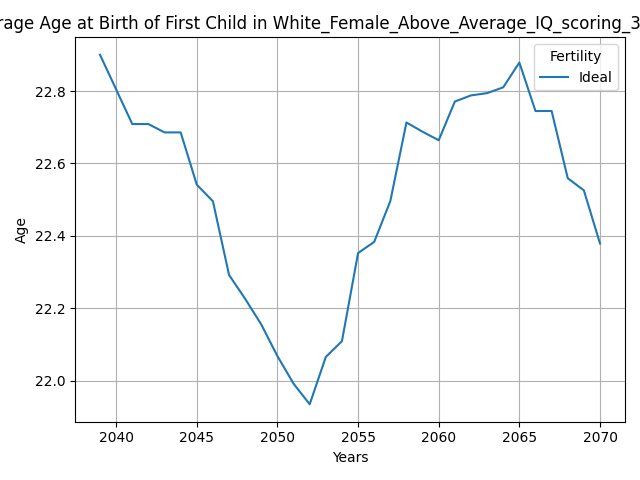 Age at Birth of First Child in White_Female_Above_Average_IQ_scoring_3
Fertility
Ideal
22.8
22.6
22.4
22.2
22.0
Age
2040 2045 2050 2055 2060 2065 2070
Years